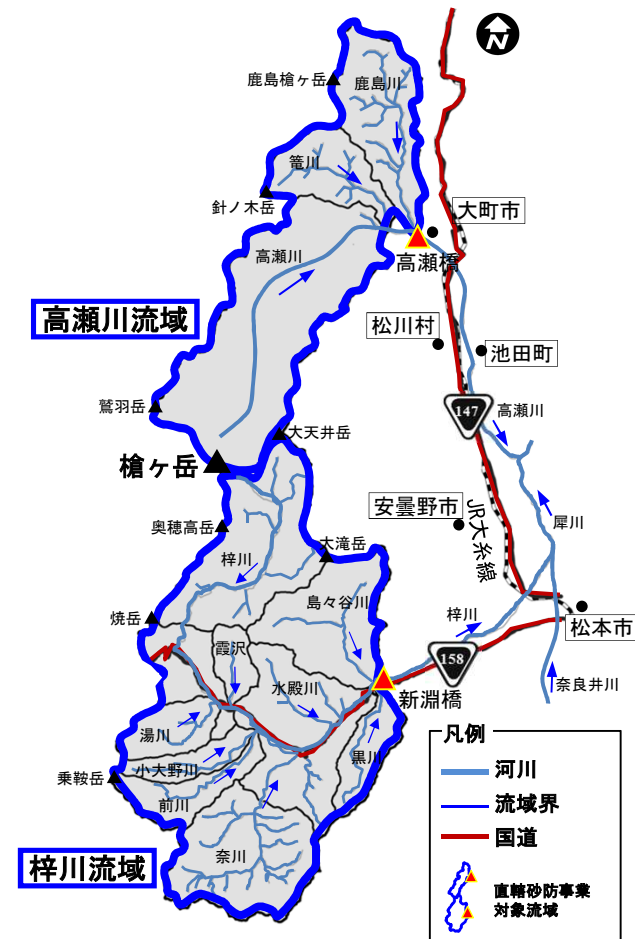 N
鹿島槍ヶ岳
鹿島川
篭川
針ノ木岳
大町市
高瀬川
高瀬橋
高瀬川流域
松川村
池田町
鷲羽岳
147
高瀬川
大天井岳
槍ヶ岳
安曇野市
JR大糸線
犀川
奥穂高岳
大滝岳
梓川
島々谷川
焼岳
梓川
松本市
霞沢
158
水殿川
新淵橋
奈良井川
湯川
黒川
小大野川
乗鞍岳
前川
奈川
梓川流域
凡例
河川
流域界
国道
直轄砂防事業
対象流域